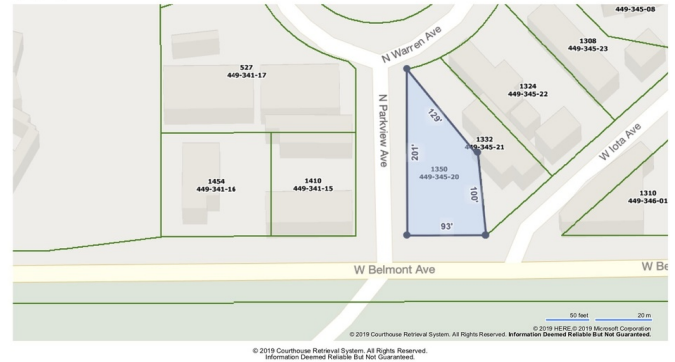 449-345-08
N Warren Ave
1308
449-345-23
527
449-341-17
1324
449-345-22
N Parkview Ave
129'
1332
449-345-21
W Iota Ave
201'
1350
449-345-20
100'
1454
449-341-16
1410
449-341-15
1310
449-346-01
93'
W Belmont Ave
W Be
50 feet
20 m
© 2019 HERE,© 2019 Microsoft Corporation
© 2019 Courthouse Retrieval System. All Rights Reserved. Information Deemed Reliable But Not Guaranteed.
© 2019 Courthouse Retrieval System. All Rights Reserved.
Information Deemed Reliable But Not Guaranteed.